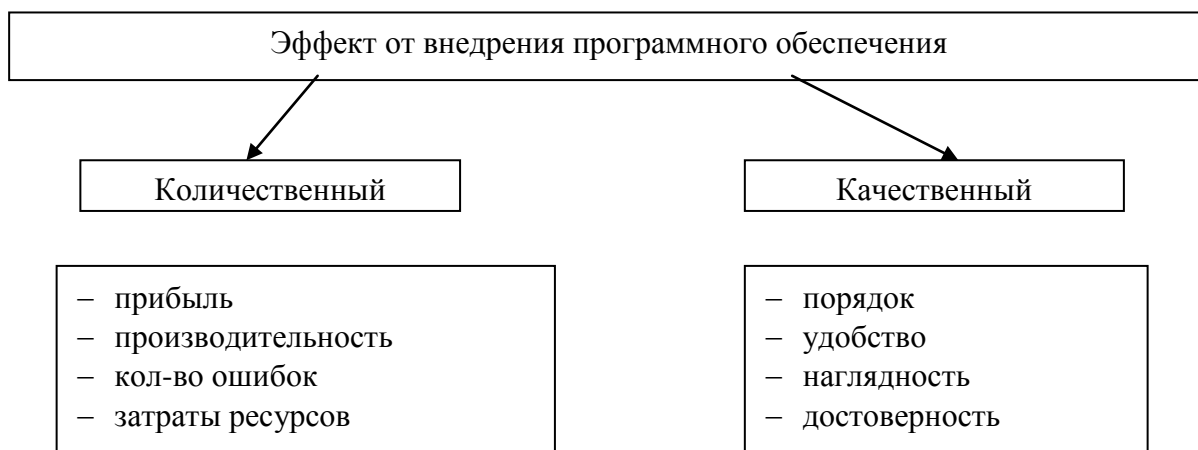 Эффект от внедрения программного обеспечения
Количественный
Качественный
– прибыль
– производительность
– кол-во ошибок
– затраты ресурсов
– порядок
– удобство
– наглядность
– достоверность